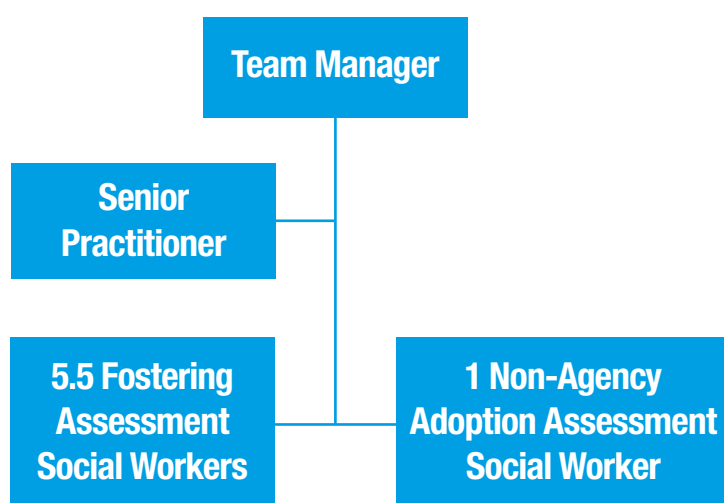 Team Manager
Senior
Practitioner
5.5 Fostering
Assessment
Social Workers
1 Non-Agency
Adoption Assessment
Social Worker